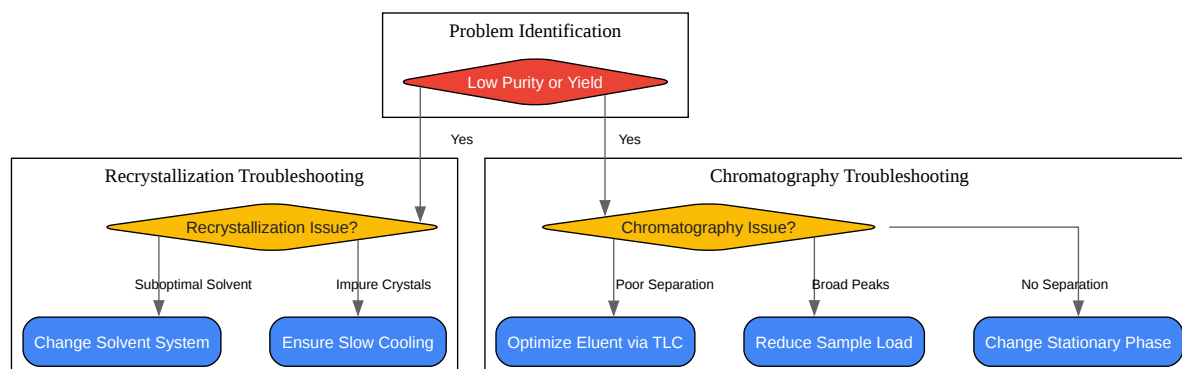 Problem Identification
Low Purity or Yield
Yes
Yes
Recrystallization Troubleshooting
Chromatography Troubleshooting
Recrystallization Issue?
Chromatography Issue?
Suboptimal Solvent
Impure Crystals
Poor Separation
Broad Peaks
No Separation
Change Solvent System
Ensure Slow Cooling
Optimize Eluent via TLC
Reduce Sample Load
Change Stationary Phase